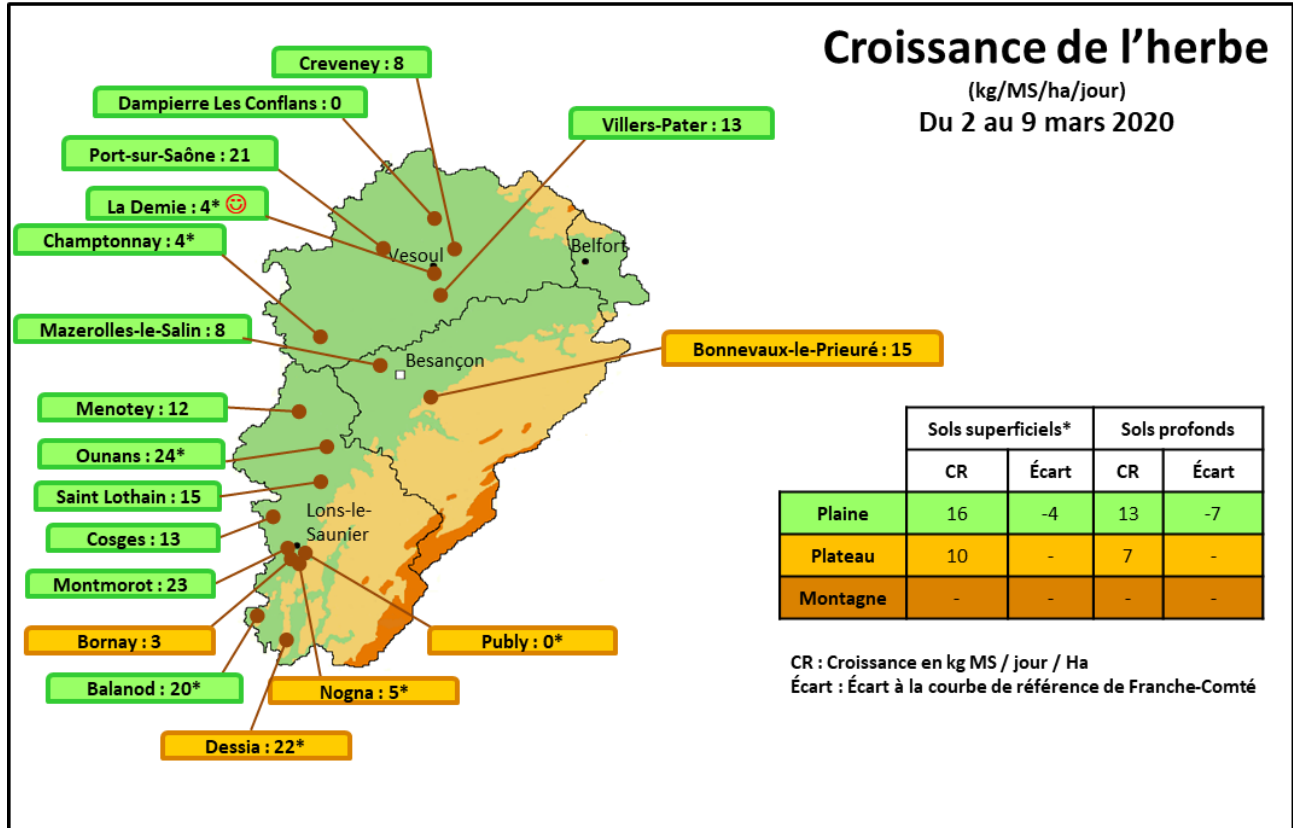 Croissance de l’herbe
(kg/MS/ha/jour)
Du 2 au 9 mars 2020
Creveney : 8
Dampierre Les Conflans : 0
Villers-Pater : 13
Port-sur-Saône : 21
La Demie : 4*
Champtonnay : 4*
Vesoul
Belfort
Mazerolles-le-Salin : 8
Besançon
Bonnevaux-le-Prieuré : 15
Menotey : 12
Ounans : 24*
Saint Lothain : 15
Lons-le-
Saunier
Cosges : 13
Montmorot : 23
Bornay : 3
Publy : 0*
Balanod : 20*
Nogna : 5*
Dessia : 22*
Sols superficiels* Sols profonds
CR Écart CR Écart
Plaine 16 -4 13 -7
Plateau 10 - 7 -
Montagne - - - -
CR : Croissance en kg MS / jour / Ha
Écart : Écart à la courbe de référence de Franche-Comté